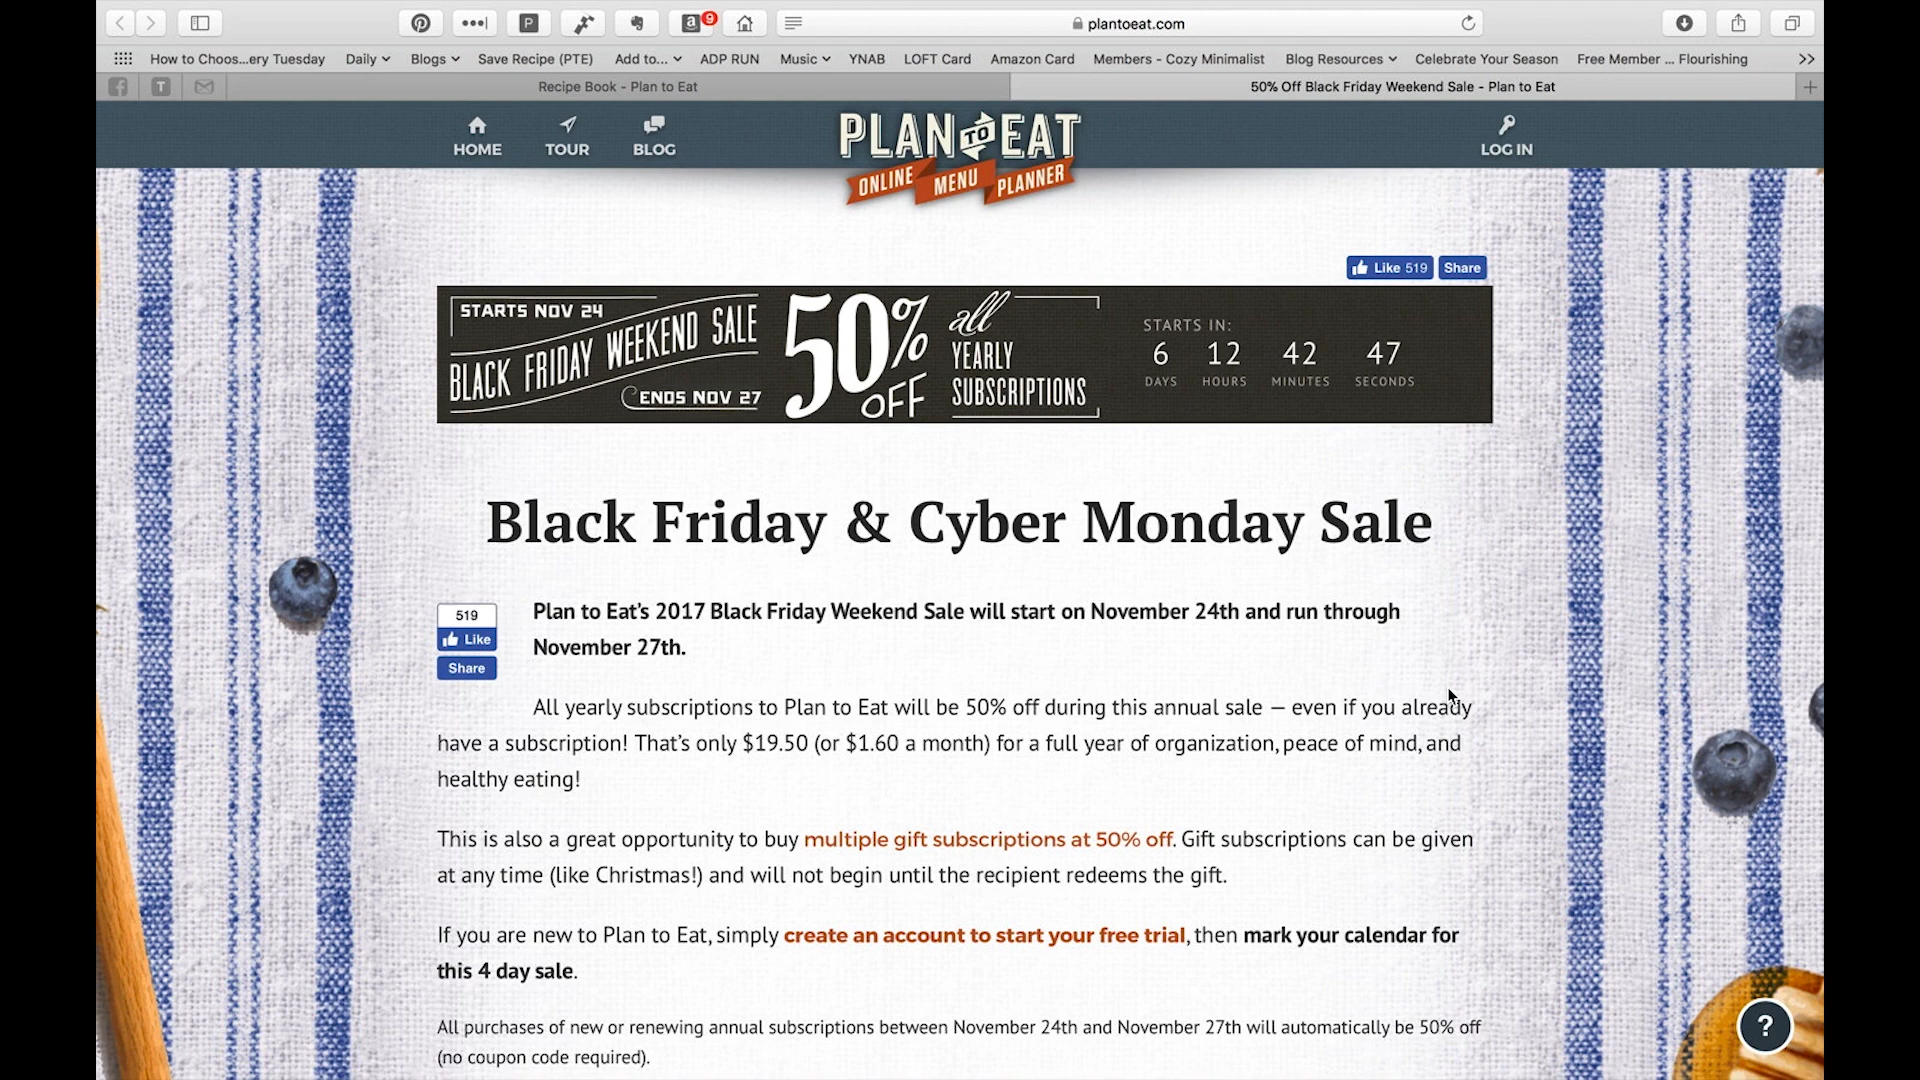 P
a
9
plantoeat.com
How to Choos...ery Tuesday
Daily
Blogs
Save Recipe (PTE)
Add to...
ADP RUN
Music
YNAB
LOFT Card
Amazon Card
Members - Cozy Minimalist
Blog Resources
Celebrate Your Season
Free Member ... Flourishing
T
Recipe Book - Plan to Eat
50% Off Black Friday Weekend Sale - Plan to Eat
HOME
TOUR
BLOG
PLAN TO EAT
ONLINE MENU PLANNER
LOG IN
Like 519
Share
STARTS NOV 24
BLACK FRIDAY WEEKEND SALE
ENDS NOV 27
50% OFF
all
YEARLY
SUBSCRIPTIONS
STARTS IN:
6 12 42 47
DAYS HOURS MINUTES SECONDS
Black Friday & Cyber Monday Sale
519
Like
Share
Plan to Eat's 2017 Black Friday Weekend Sale will start on November 24th and run through
November 27th.
All yearly subscriptions to Plan to Eat will be 50% off during this annual sale — even if you already
have a subscription! That's only $19.50 (or $1.60 a month) for a full year of organization, peace of mind, and
healthy eating!
This is also a great opportunity to buy multiple gift subscriptions at 50% off. Gift subscriptions can be given
at any time (like Christmas!) and will not begin until the recipient redeems the gift.
If you are new to Plan to Eat, simply create an account to start your free trial, then mark your calendar for
this 4 day sale.
All purchases of new or renewing annual subscriptions between November 24th and November 27th will automatically be 50% off
(no coupon code required).
?